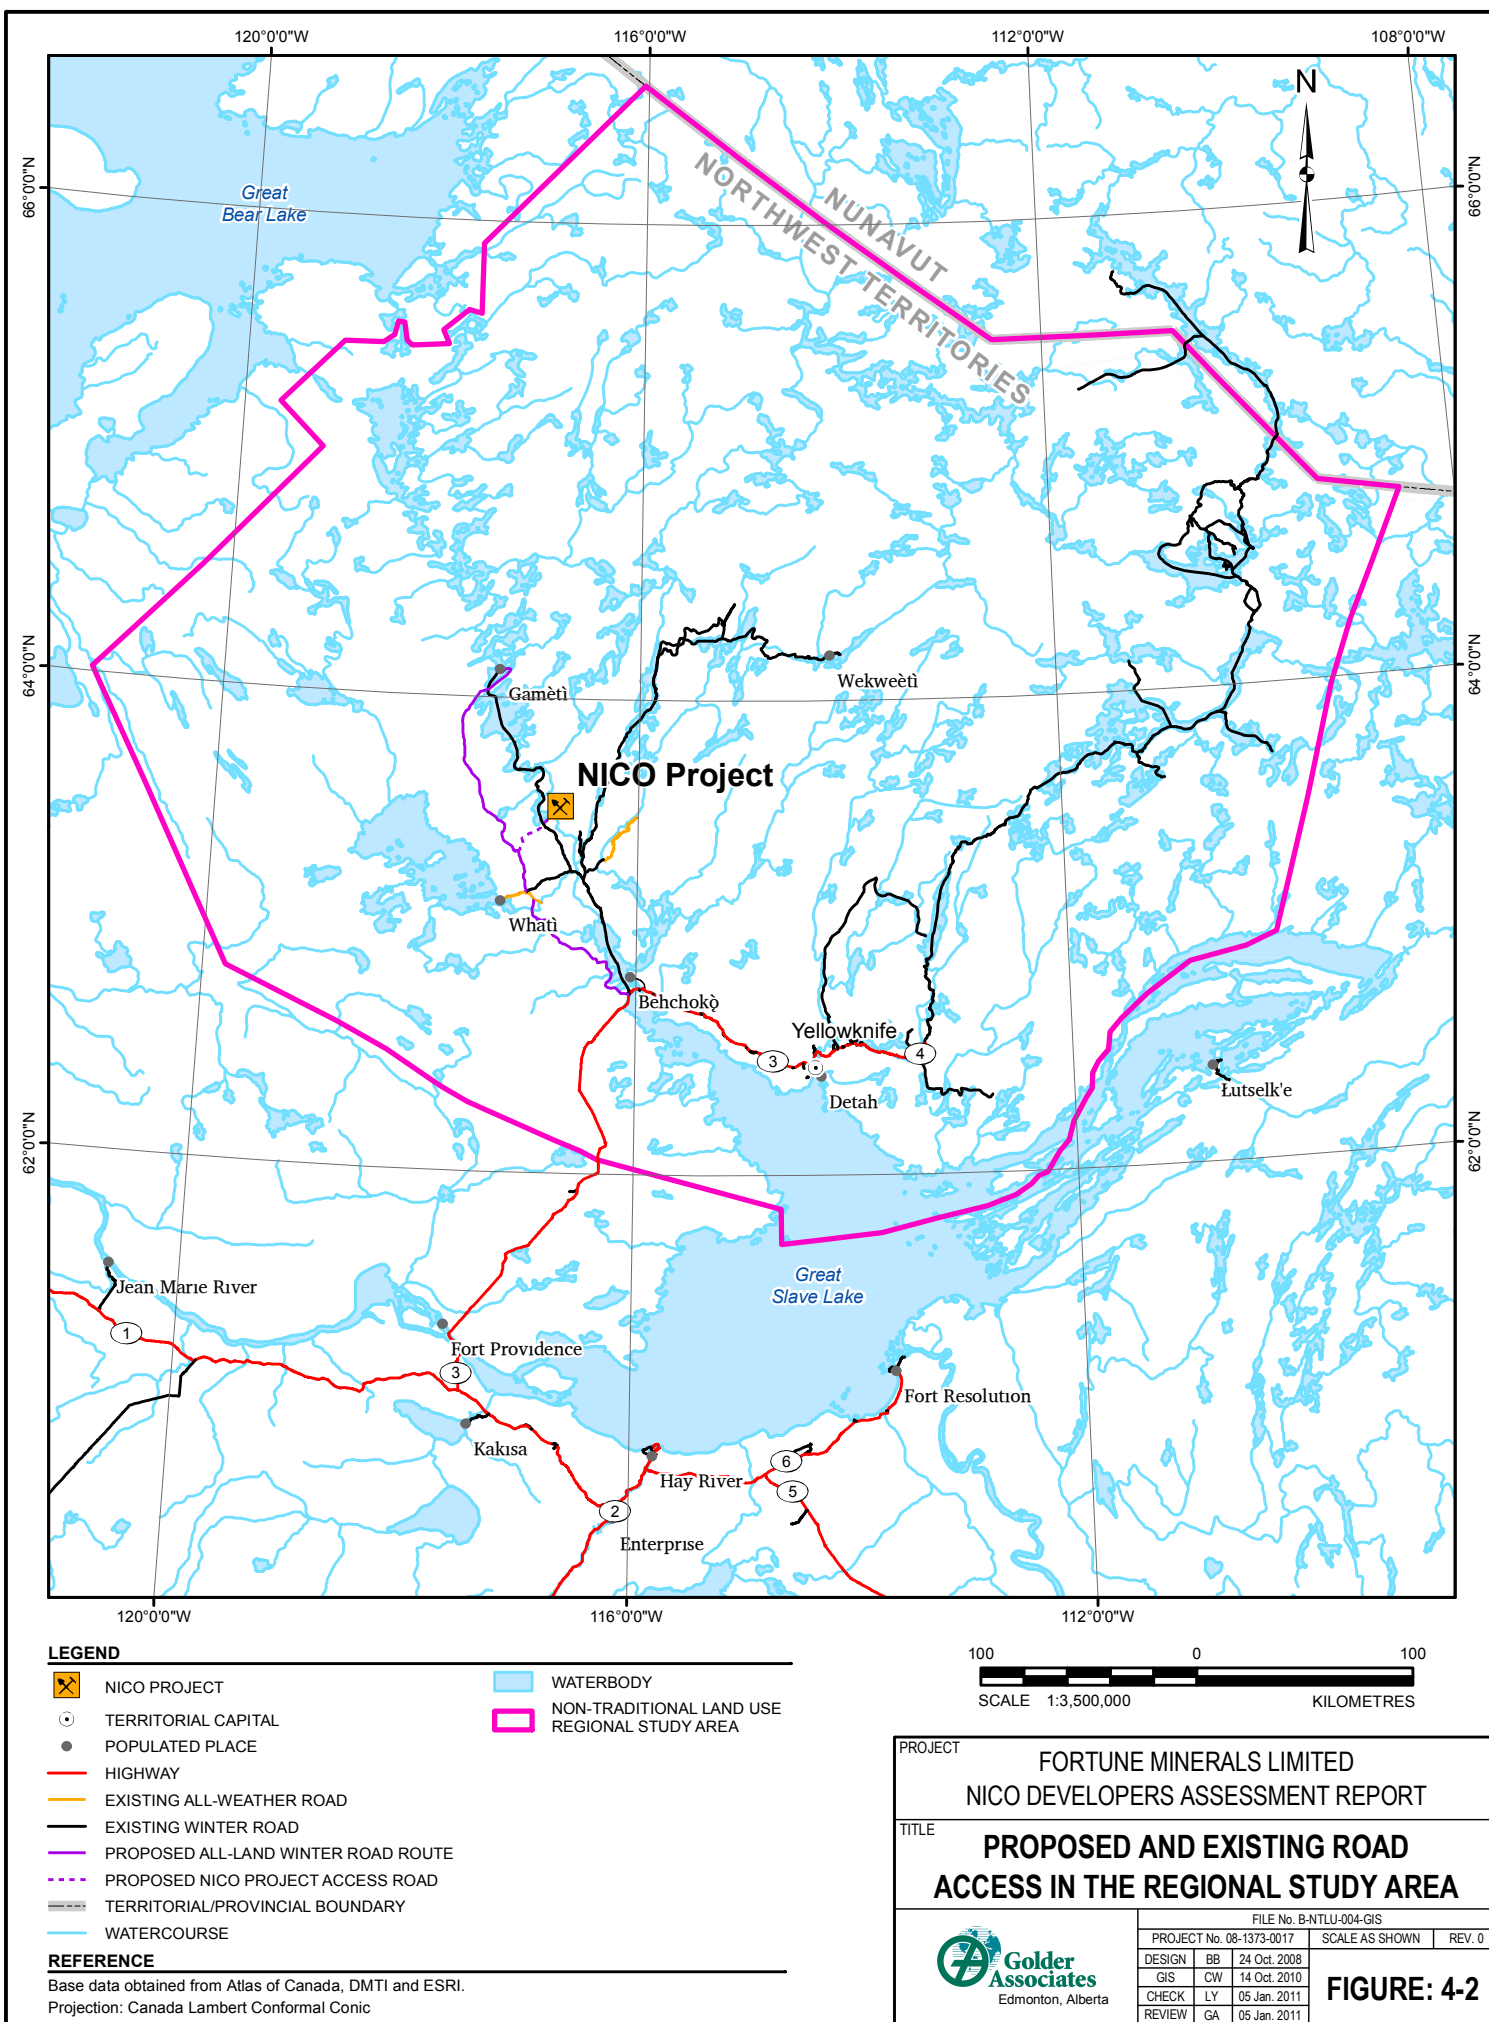 120°0'0"W
116°0'0"W
112°0'0"W
108°0'0"W
N
66°0'0"N
66°0'0"N
Great
Bear Lake
NUNAVUT
NORTHWEST TERRITORIES
64°0'0"N
64°0'0"N
Gamètì
Wekweètì
NICO Project
Whatì
Behchokǫ̀
Yellowknife
3
4
Detah
Łutselk'e
62°0'0"N
62°0'0"N
Great
Slave Lake
Jean Marie River
1
Fort Providence
3
Fort Resolution
Kakısa
Hay River
6
5
2
Enterprise
120°0'0"W
116°0'0"W
112°0'0"W
LEGEND
NICO PROJECT
TERRITORIAL CAPITAL
POPULATED PLACE
HIGHWAY
EXISTING ALL-WEATHER ROAD
EXISTING WINTER ROAD
PROPOSED ALL-LAND WINTER ROAD ROUTE
PROPOSED NICO PROJECT ACCESS ROAD
TERRITORIAL/PROVINCIAL BOUNDARY
WATERCOURSE
WATERBODY
NON-TRADITIONAL LAND USE
REGIONAL STUDY AREA
REFERENCE
Base data obtained from Atlas of Canada, DMTI and ESRI.
Projection: Canada Lambert Conformal Conic
100 0 100
SCALE 1:3,500,000 KILOMETRES
PROJECT
FORTUNE MINERALS LIMITED
NICO DEVELOPERS ASSESSMENT REPORT
TITLE
PROPOSED AND EXISTING ROAD
ACCESS IN THE REGIONAL STUDY AREA
Golder
Associates
Edmonton, Alberta
FILE No. B-NTLU-004-GIS
PROJECT No. 08-1373-0017 SCALE AS SHOWN REV. 0
DESIGN BB 24 Oct. 2008
GIS CW 14 Oct. 2010
CHECK LY 05 Jan. 2011
REVIEW GA 05 Jan. 2011
FIGURE: 4-2